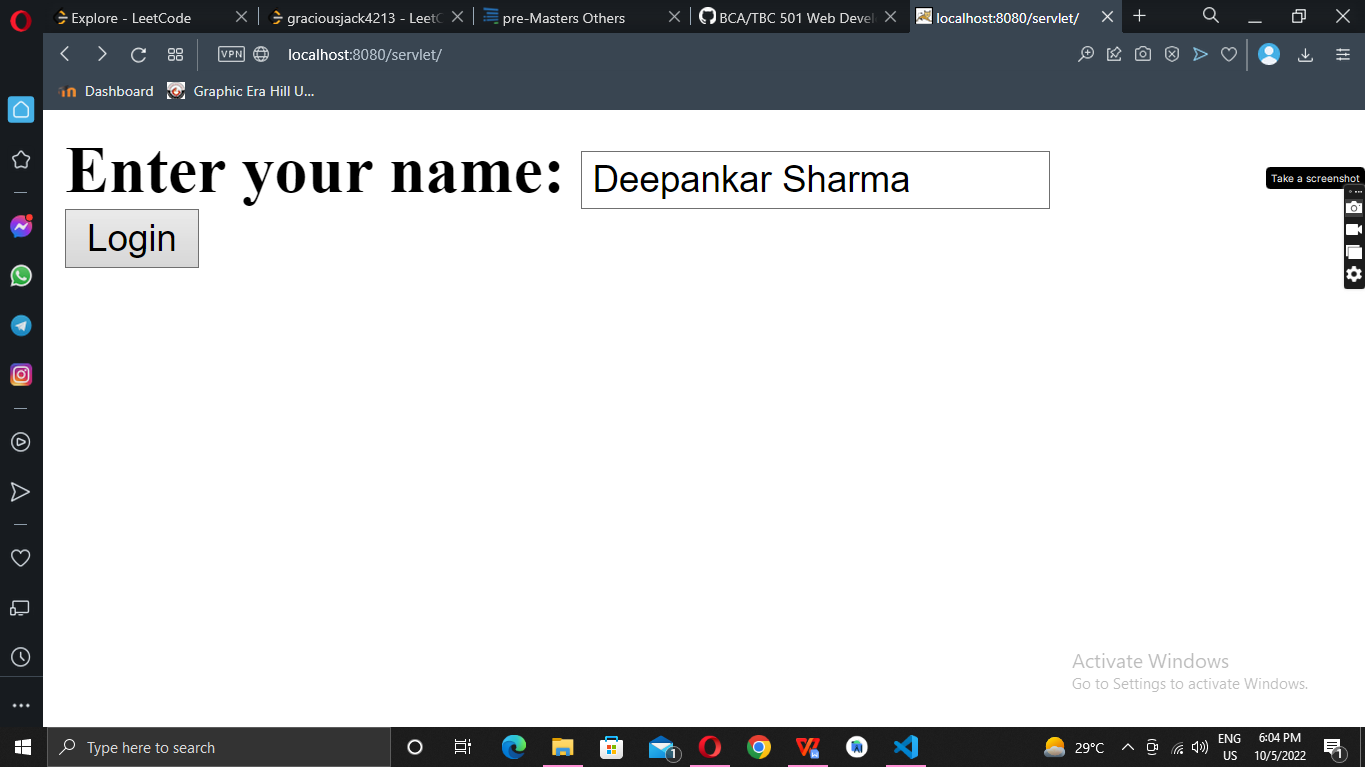 Explore - LeetCode
graciousjack4213 - LeetC
pre-Masters Others
BCA/TBC 501 Web Devel
localhost:8080/servlet/
VPN
localhost:8080/servlet/
Dashboard
Graphic Era Hill U...
Enter your name: Deepankar Sharma
Take a screenshot
Login
Activate Windows
Go to Settings to activate Windows.
Type here to search
1
29°C
ENG
US
6:04 PM
10/5/2022
1